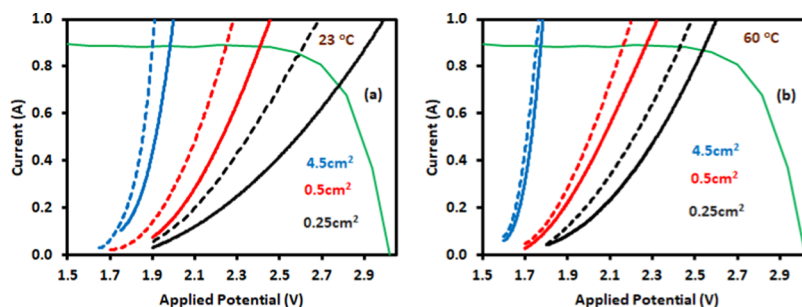 1.0
0.8
0.6
0.4
0.2
0.0
Current (A)
23 °C
(a)
4.5cm²
0.5cm²
0.25cm²
1.5 1.7 1.9 2.1 2.3 2.5 2.7 2.9
Applied Potential (V)
1.0
0.8
0.6
0.4
0.2
0.0
Current (A)
60 °C
(b)
4.5cm²
0.5cm²
0.25cm²
1.5 1.7 1.9 2.1 2.3 2.5 2.7 2.9
Applied Potential (V)